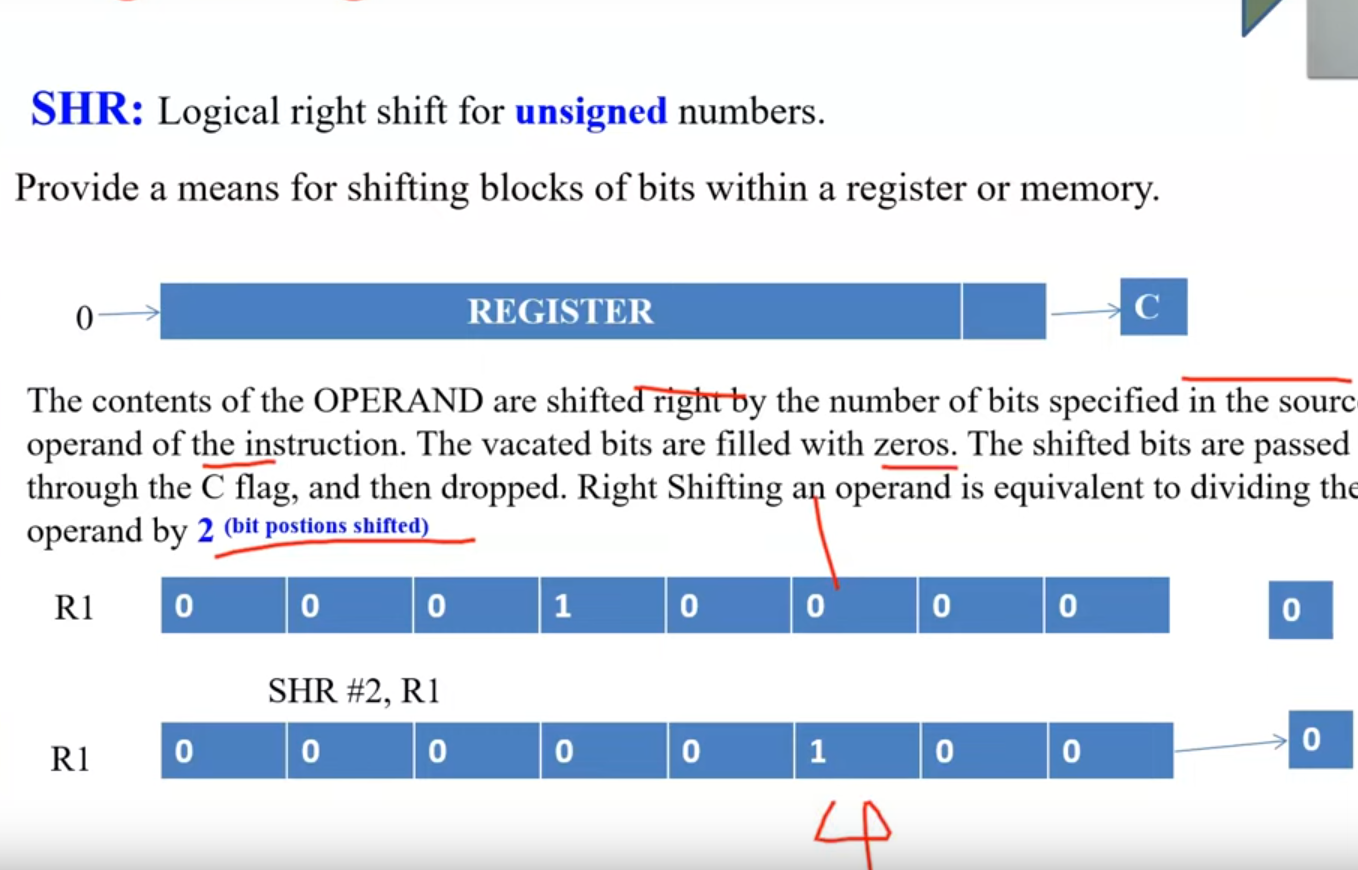 SHR: Logical right shift for unsigned numbers.
Provide a means for shifting blocks of bits within a register or memory.
0 REGISTER C
The contents of the OPERAND are shifted right by the number of bits specified in the sourc
operand of the instruction. The vacated bits are filled with zeros. The shifted bits are passed
through the C flag, and then dropped. Right Shifting an operand is equivalent to dividing the
operand by 2 (bit postions shifted)
R1 0 0 0 1 0 0 0 0 0
SHR #2, R1
R1 0 0 0 0 0 1 0 0 0
4